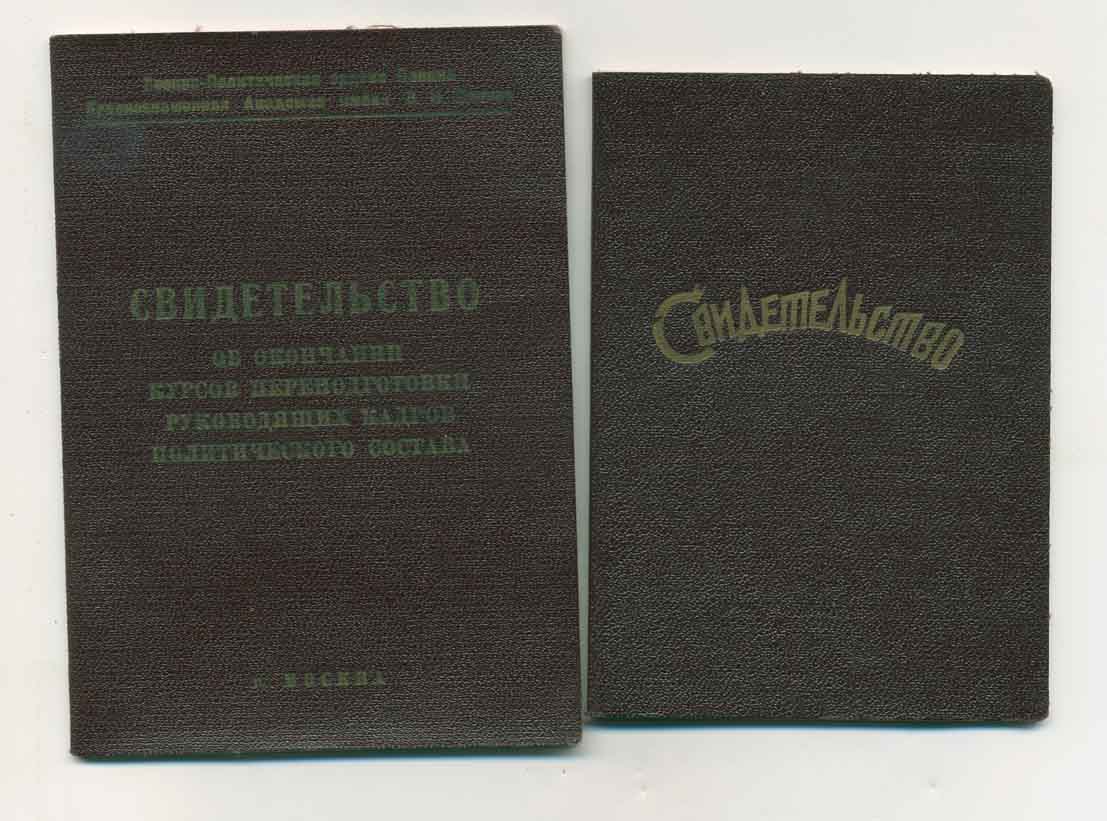 Военно-Политическая ордена Ленина
Краснознаменная Академия имени В. И. Ленина
СВИДЕТЕЛЬСТВО
ОБ ОКОНЧАНИИ
КУРСОВ ПЕРЕПОДГОТОВКИ
РУКОВОДЯЩИХ КАДРОВ
ПОЛИТИЧЕСКОГО СОСТАВА
г. МОСКВА
Свидетельство